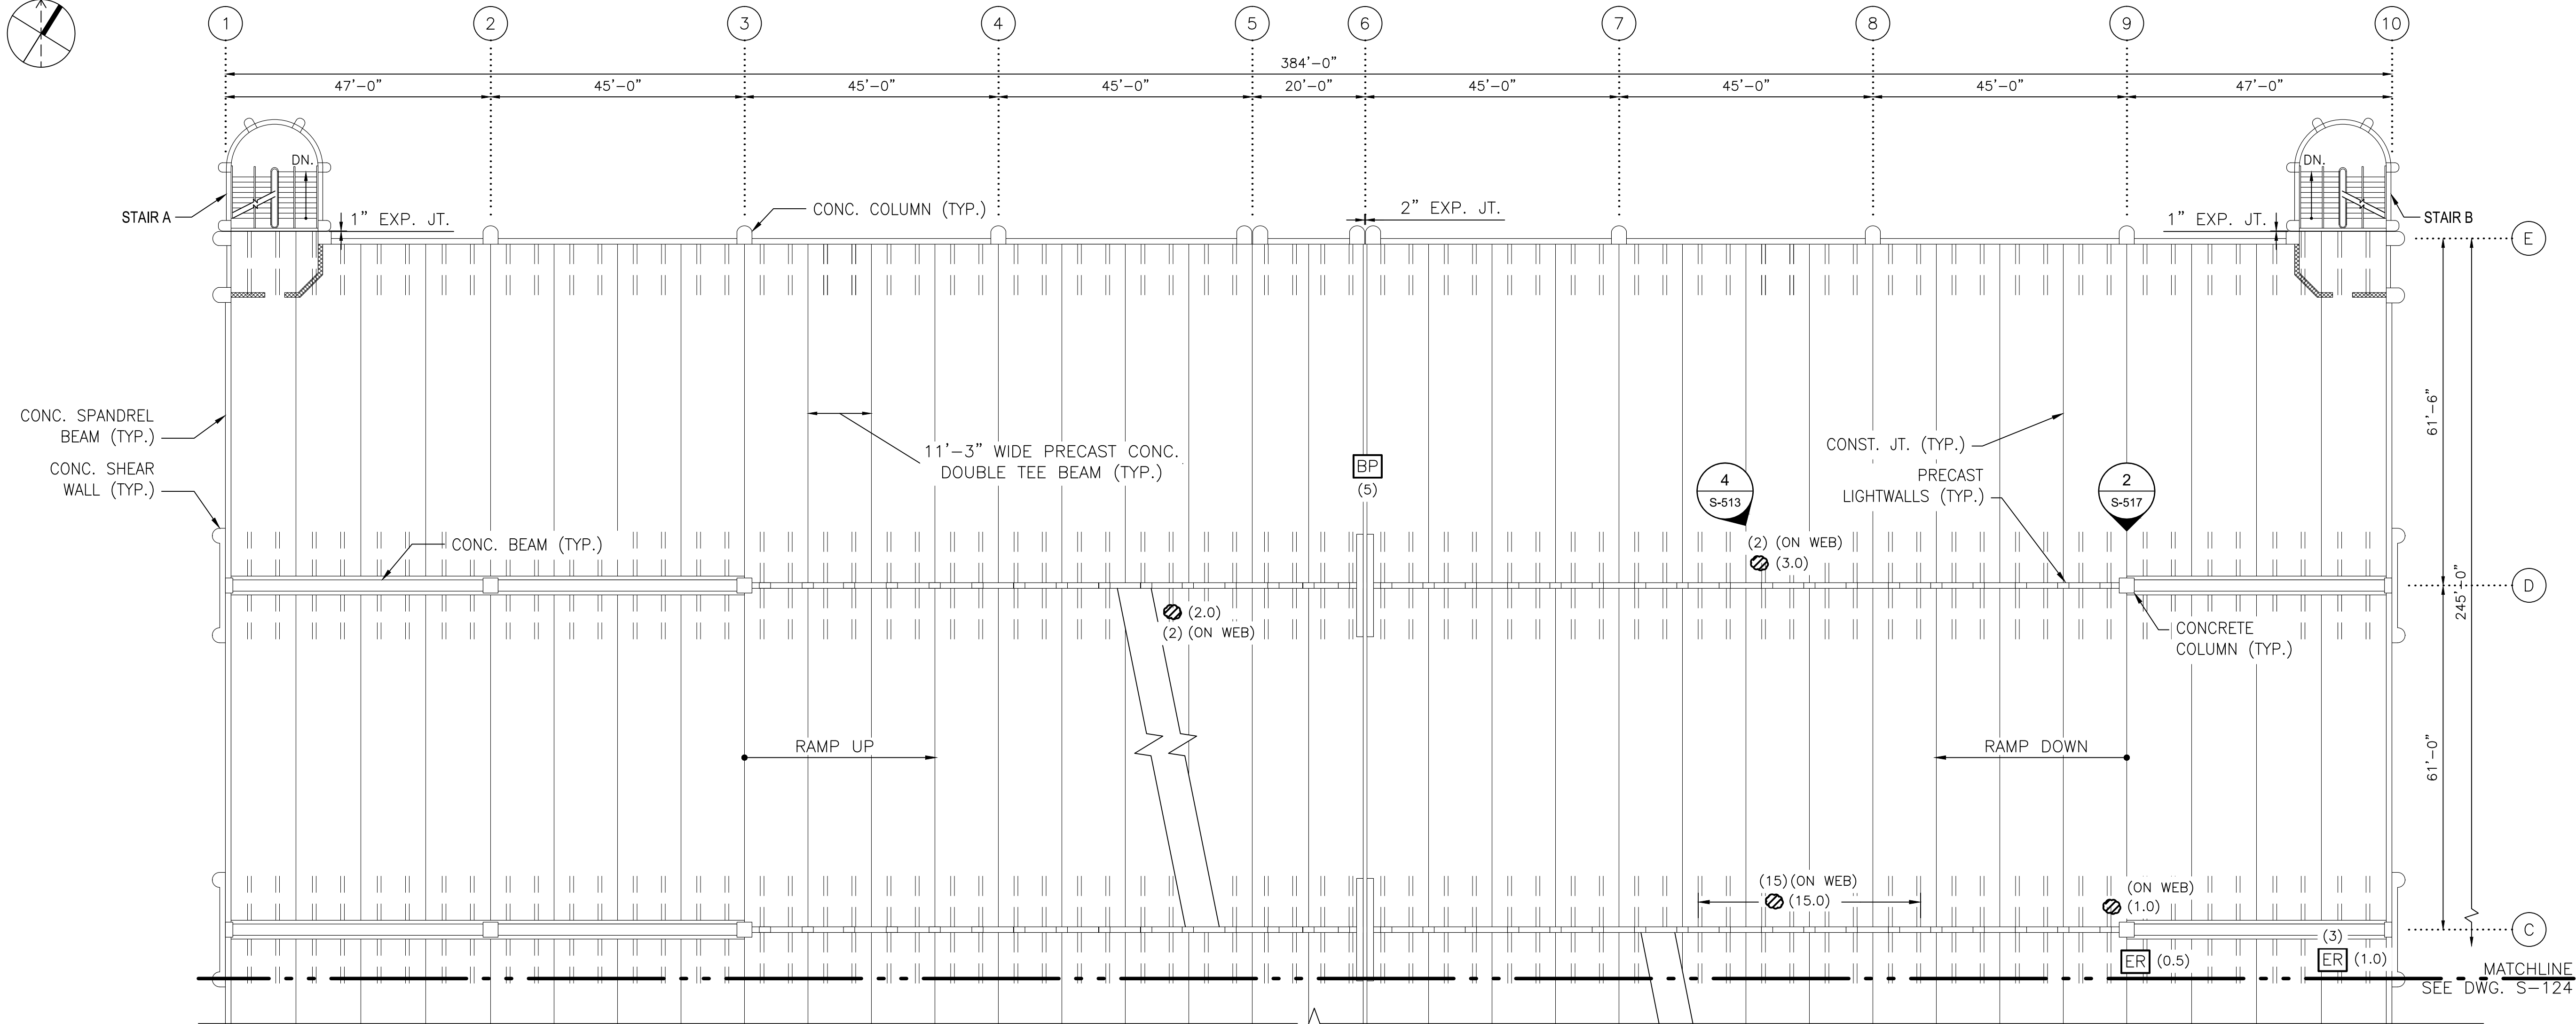 1 2 3 4 5 6 7 8 9 10
384'-0"
47'-0" 45'-0" 45'-0" 45'-0" 20'-0" 45'-0" 45'-0" 45'-0" 47'-0"
DN.
DN.
STAIR A
1" EXP. JT.
CONC. COLUMN (TYP.)
2" EXP. JT.
1" EXP. JT.
STAIR B
E
CONC. SPANDREL
BEAM (TYP.)
CONC. SHEAR
WALL (TYP.)
11'-3" WIDE PRECAST CONC.
DOUBLE TEE BEAM (TYP.)
BP
(5)
CONST. JT. (TYP.)
PRECAST
LIGHTWALLS (TYP.)
4
S-513
2
S-517
61'-6"
CONC. BEAM (TYP.)
(2) (ON WEB)
(3.0)
D
245'-0"
(2.0)
(2) (ON WEB)
CONCRETE
COLUMN (TYP.)
RAMP UP
RAMP DOWN
61'-0"
(15)(ON WEB)
(15.0)
(ON WEB)
(1.0)
C
(3)
ER (0.5)
ER (1.0)
MATCHLINE
SEE DWG. S-124